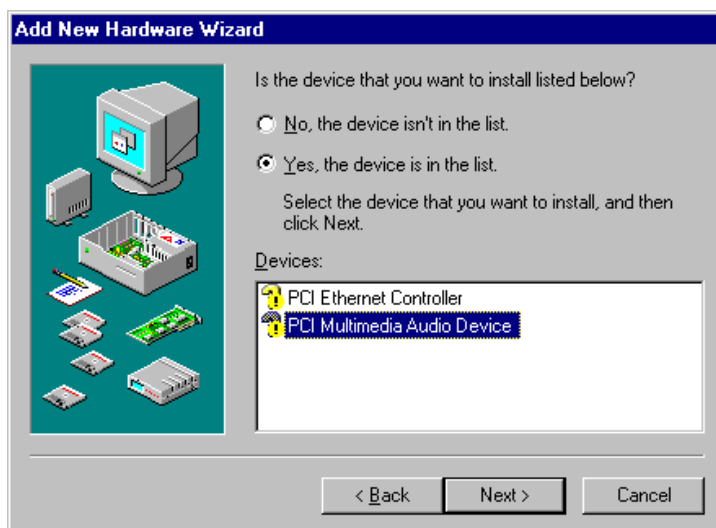 Add New Hardware Wizard
Is the device that you want to install listed below?
No, the device isn't in the list.
Yes, the device is in the list.
Select the device that you want to install, and then
click Next.
Devices:
PCI Ethernet Controller
PCI Multimedia Audio Device
< Back
Next >
Cancel